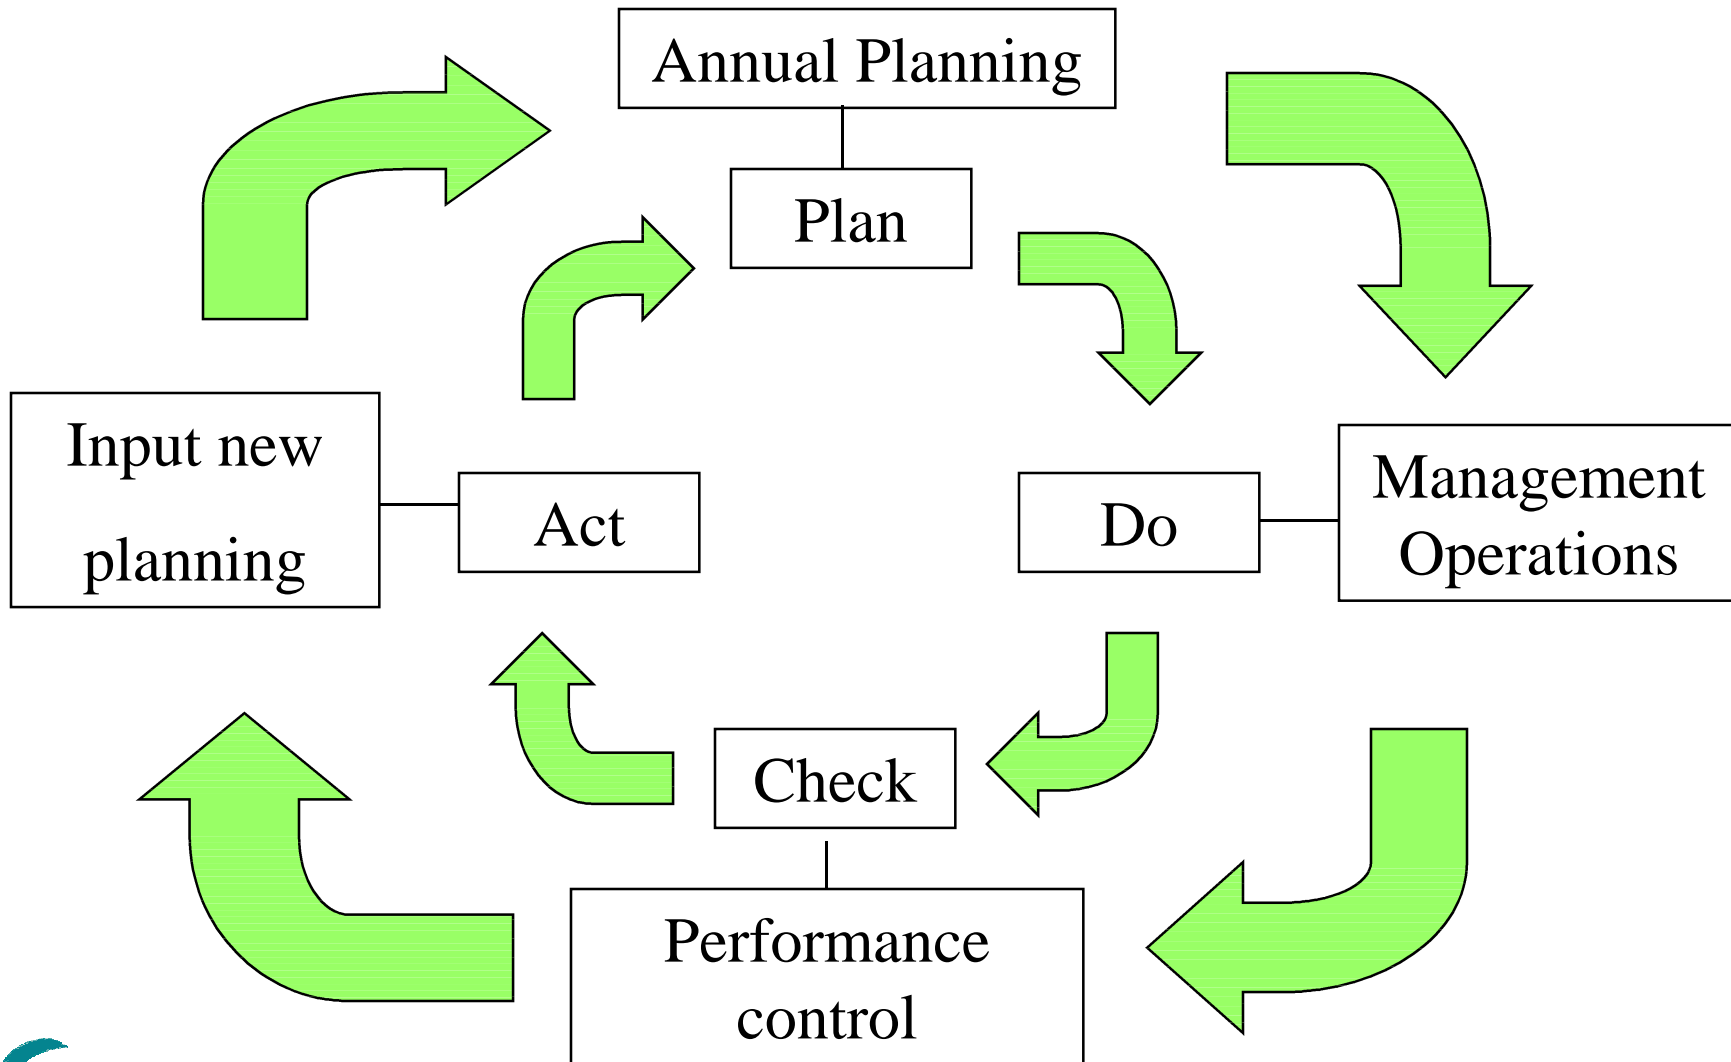 Annual Planning
Plan
Input new
planning
Act
Do
Management
Operations
Check
Performance
control